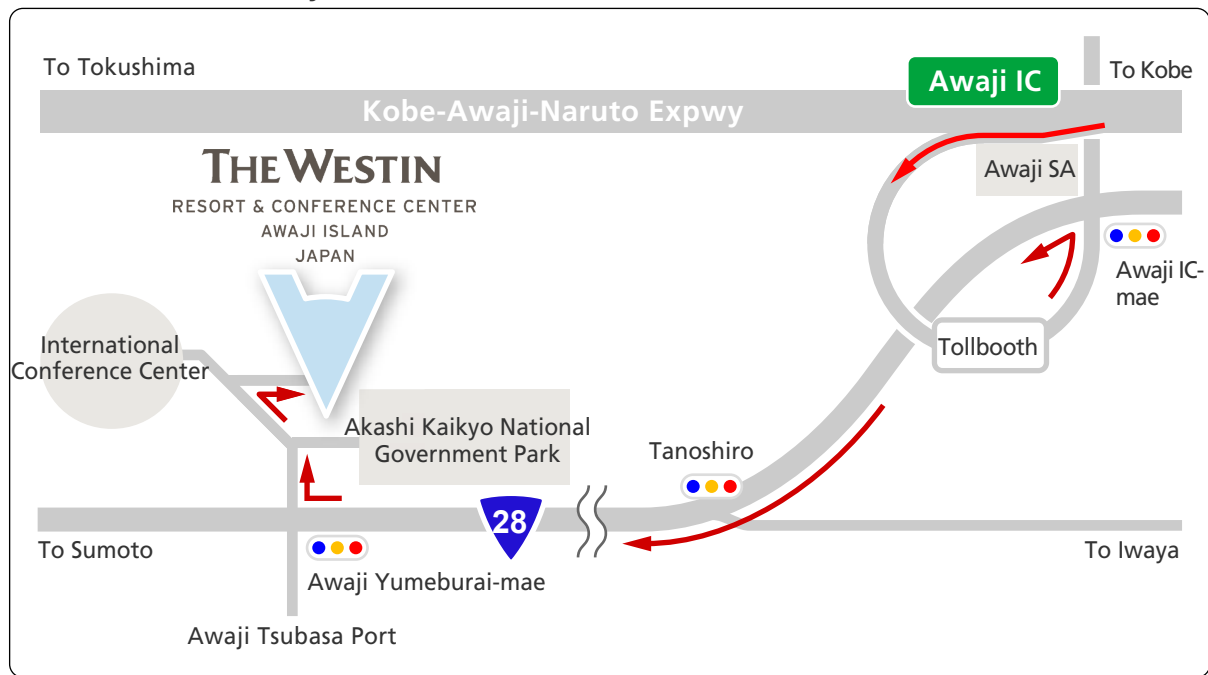 To Tokushima
Awaji IC
To Kobe
Kobe-Awaji-Naruto Expwy
THE WESTIN
RESORT & CONFERENCE CENTER
AWAJI ISLAND
JAPAN
Awaji SA
Awaji IC-
mae
International
Conference Center
Tollbooth
Akashi Kaikyo National
Government Park
Tanoshiro
28
To Sumoto
To Iwaya
Awaji Yumeburai-mae
Awaji Tsubasa Port